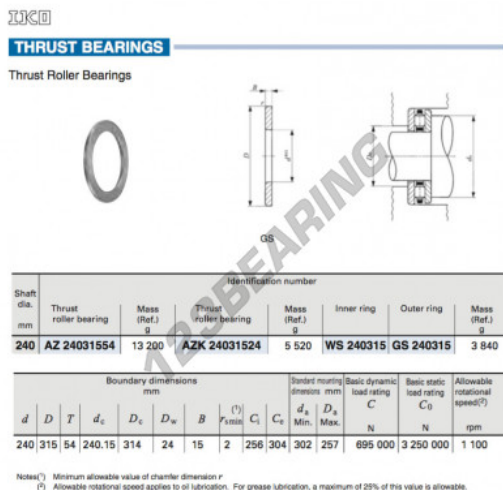 IKO
THRUST BEARINGS
Thrust Roller Bearings
B
r
D
GS
123BEARING
Identification number
Shaft dia. mm
Thrust roller bearing
Mass (Ref.) g
Thrust roller bearing
Mass (Ref.) g
Inner ring
Outer ring
Mass (Ref.) g
240 AZ 24031554 13 200 AZK 24031524 5 520 WS 240315 GS 240315 3 840
Boundary dimensions mm
Standard mounting dimensions mm
Basic dynamic load rating C N
Basic static load rating C₀ N
Allowable rotational speed(²) rpm
d D T dc Dc Dw B rs min(¹) Ci Ce da Min. Da Max.
240 315 54 240.15 314 24 15 2 256 304 302 257 695 000 3 250 000 1 100
Notes(¹) Minimum allowable value of chamfer dimension r
(²) Allowable rotational speed applies to oil lubrication. For grease lubrication, a maximum of 25% of this value is allowable.